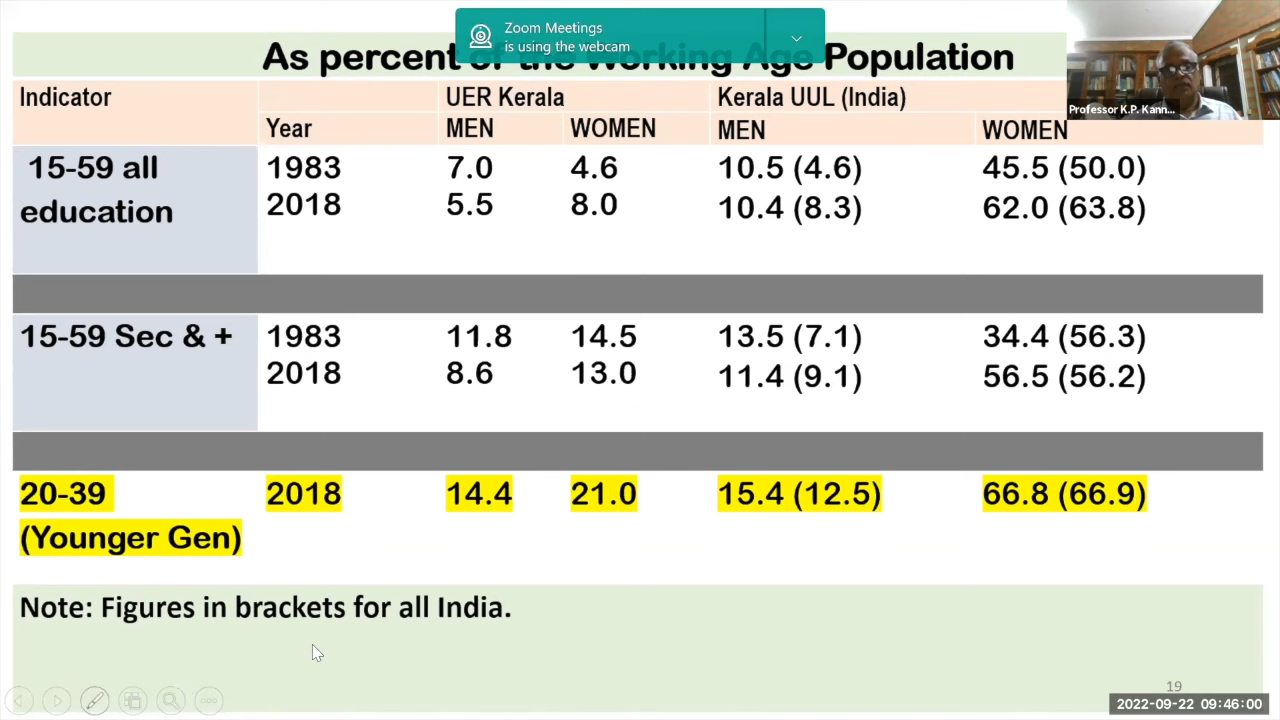 Zoom Meetings
is using the webcam
As percent of the Working Age Population
Professor K.P. Kann...
Indicator UER Kerala Kerala UUL (India)
Year MEN WOMEN MEN WOMEN
15-59 all 1983 7.0 4.6 10.5 (4.6) 45.5 (50.0)
education 2018 5.5 8.0 10.4 (8.3) 62.0 (63.8)
15-59 Sec & + 1983 11.8 14.5 13.5 (7.1) 34.4 (56.3)
2018 8.6 13.0 11.4 (9.1) 56.5 (56.2)
20-39 2018 14.4 21.0 15.4 (12.5) 66.8 (66.9)
(Younger Gen)
Note: Figures in brackets for all India.
19
2022-09-22 09:46:00